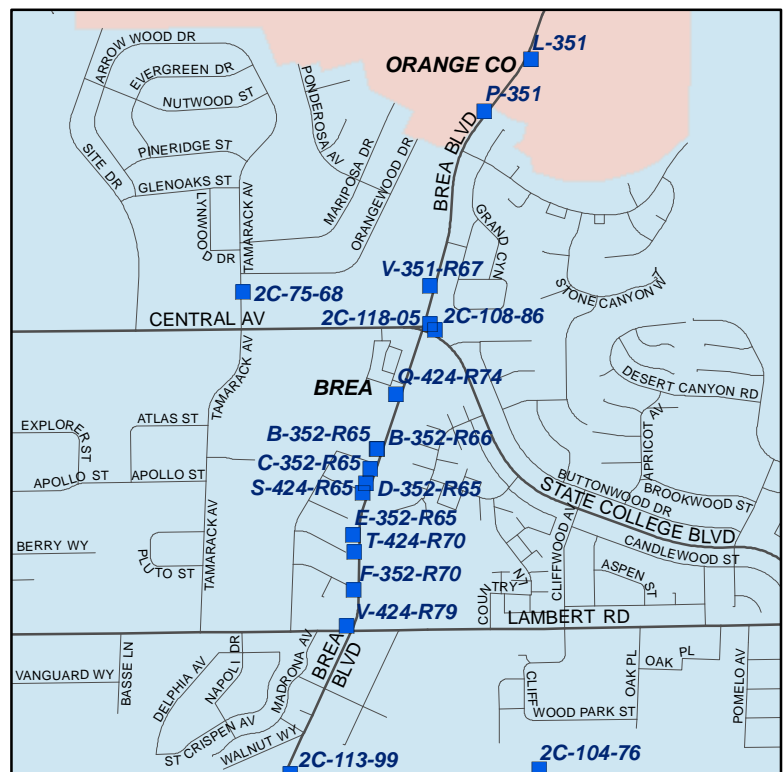 L-351
ORANGE CO
P-351
ARROW WOOD DR
EVERGREEN DR
NUTWOOD ST
PONDEROSA AV
PINERIDGE ST
SITE DR
GLENOAKS ST
LYNWOOD DR
TAMARACK AV
MARIPOSA DR
ORANGEWOOD DR
BREA BLVD
GRAND CYN
STONE CANYON WY
V-351-R67
2C-75-68
2C-118-05
2C-108-86
CENTRAL AV
BREA
Q-424-R74
DESERT CANYON RD
TAMARACK AV
ATLAS ST
EXPLORER ST
B-352-R65
B-352-R66
APRICOT AV
C-352-R65
APOLLO ST
APOLLO ST
S-424-R65
D-352-R65
BUTTONWOOD DR
BROOKWOOD ST
STATE COLLEGE BLVD
E-352-R65
T-424-R70
CANDLEWOOD ST
BERRY WY
PLUTO ST
TAMARACK AV
CLIFFWOOD AV
ASPEN ST
F-352-R70
COUNTRY LN
V-424-R79
LAMBERT RD
BREA BLVD
VANGUARD WY
BASSE LN
DELPHIA AV
NAPOLI DR
MADRONA AV
OAK PL
OAK PL
POMELO AV
CLIFF
WOOD PARK ST
ST CRISPEN AV
WALNUT WY
2C-113-99
2C-104-76